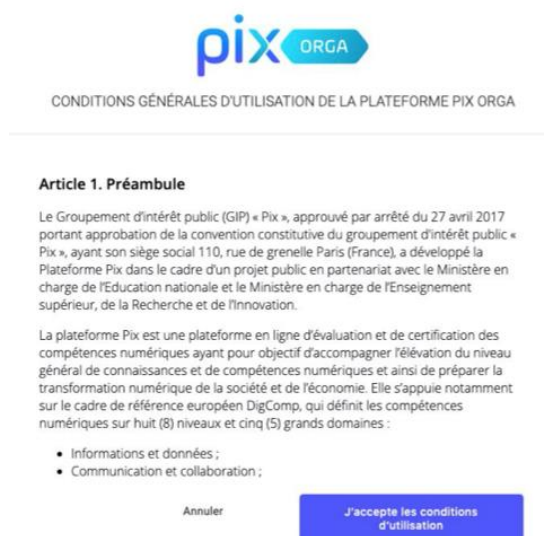 pix ORGA
CONDITIONS GÉNÉRALES D'UTILISATION DE LA PLATEFORME PIX ORGA
Article 1. Préambule
Le Groupement d'intérêt public (GIP) « Pix », approuvé par arrêté du 27 avril 2017
portant approbation de la convention constitutive du groupement d'intérêt public «
Pix », ayant son siège social 110, rue de grenelle Paris (France), a développé la
Plateforme Pix dans le cadre d'un projet public en partenariat avec le Ministère en
charge de l'Education nationale et le Ministère en charge de l'Enseignement
supérieur, de la Recherche et de l'Innovation.
La plateforme Pix est une plateforme en ligne d'évaluation et de certification des
compétences numériques ayant pour objectif d'accompagner l'élévation du niveau
général de connaissances et de compétences numériques et ainsi de préparer la
transformation numérique de la société et de l'économie. Elle s'appuie notamment
sur le cadre de référence européen DigComp, qui définit les compétences
numériques sur huit (8) niveaux et cinq (5) grands domaines :
• Informations et données ;
• Communication et collaboration ;
Annuler
J'accepte les conditions
d'utilisation